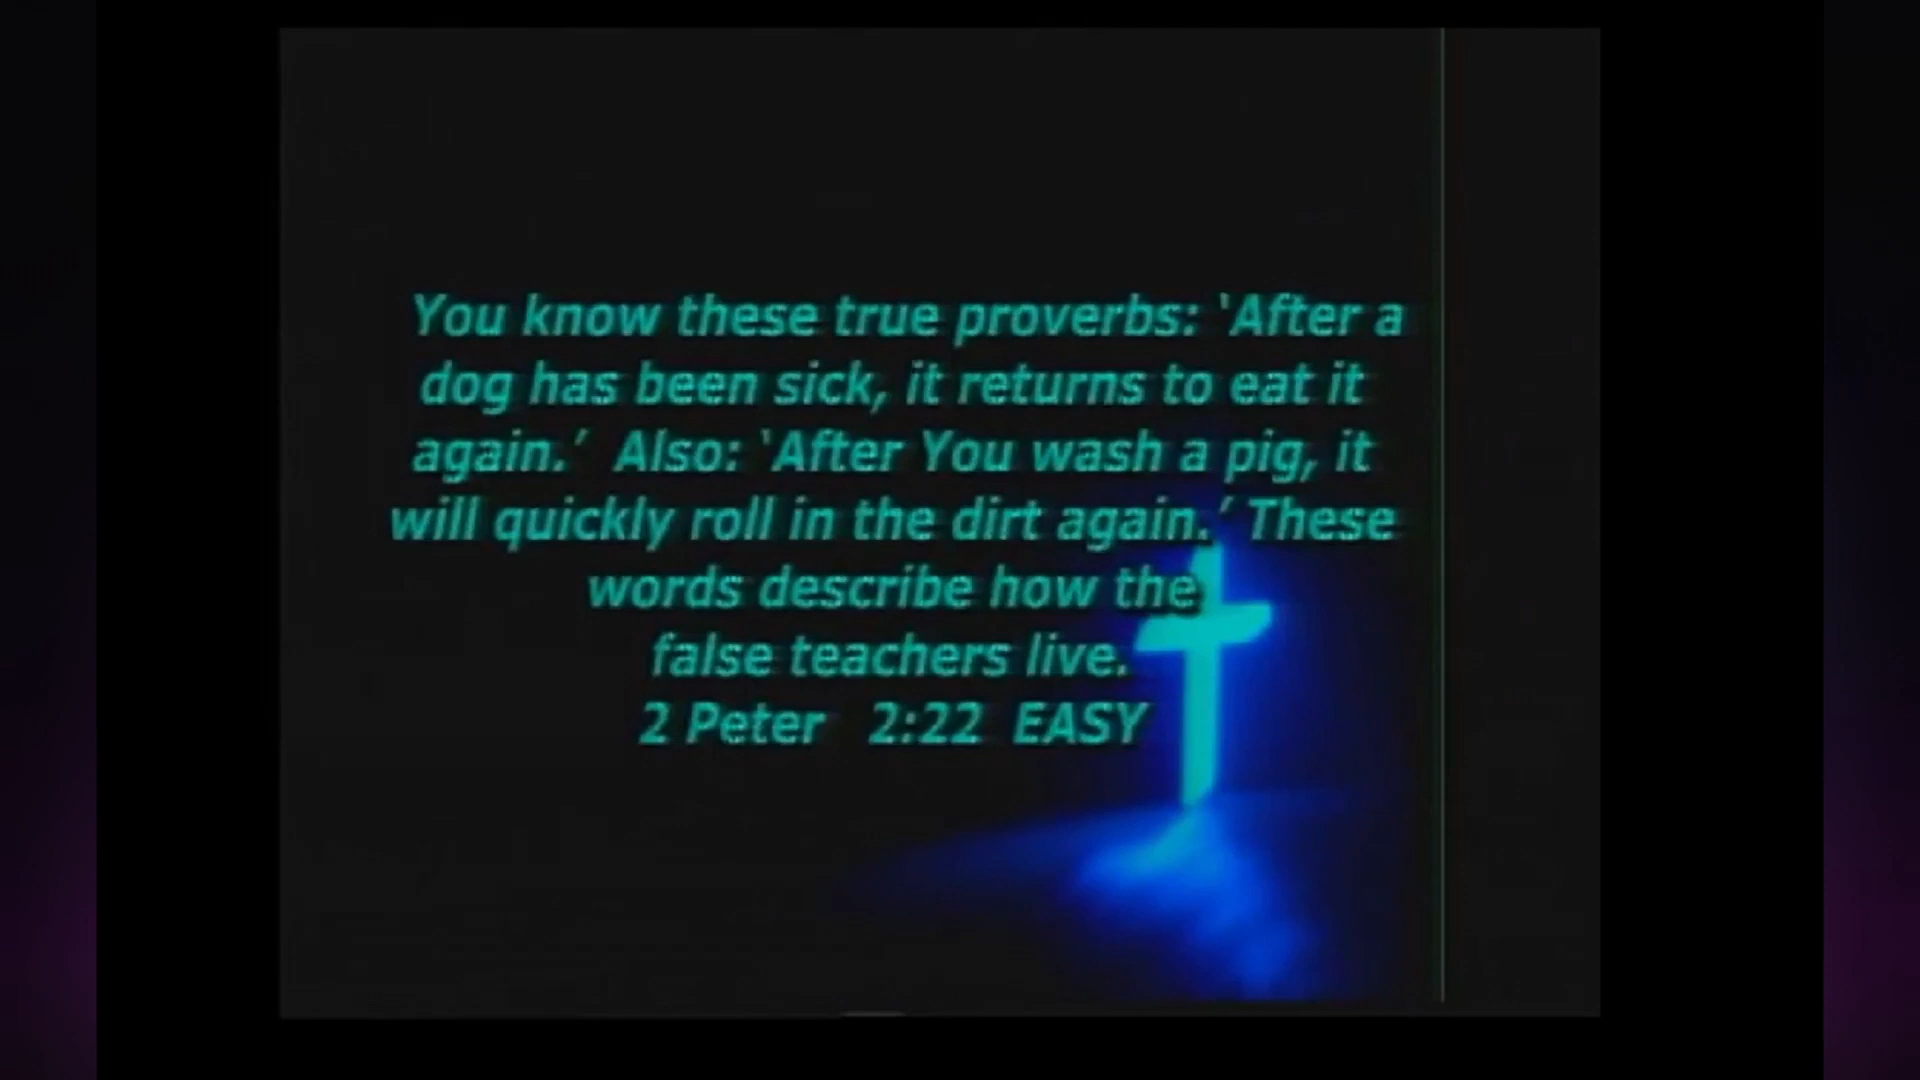 You know these true proverbs: ‘After a
dog has been sick, it returns to eat it
again.’  Also: ‘After You wash a pig, it
will quickly roll in the dirt again.’ These
words describe how the
false teachers live.
2 Peter   2:22  EASY